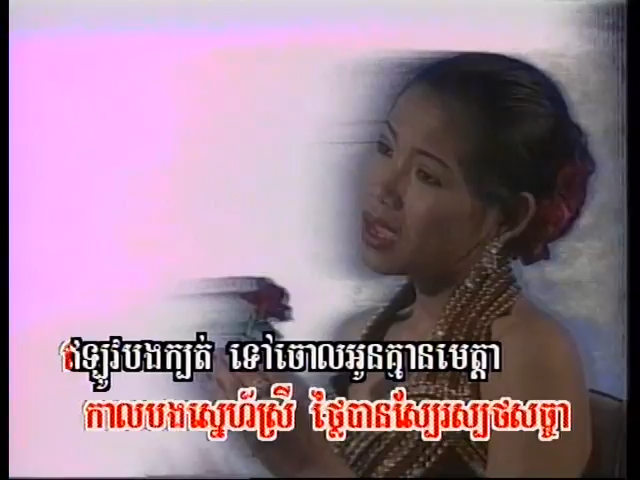 ឥឡូវបងក្បត់ ទៅចោលអូនគ្មានមេត្តា
កាលបងស្នេហ៍ស្រី ថ្លៃបានស្បែរស្បថសច្ចា